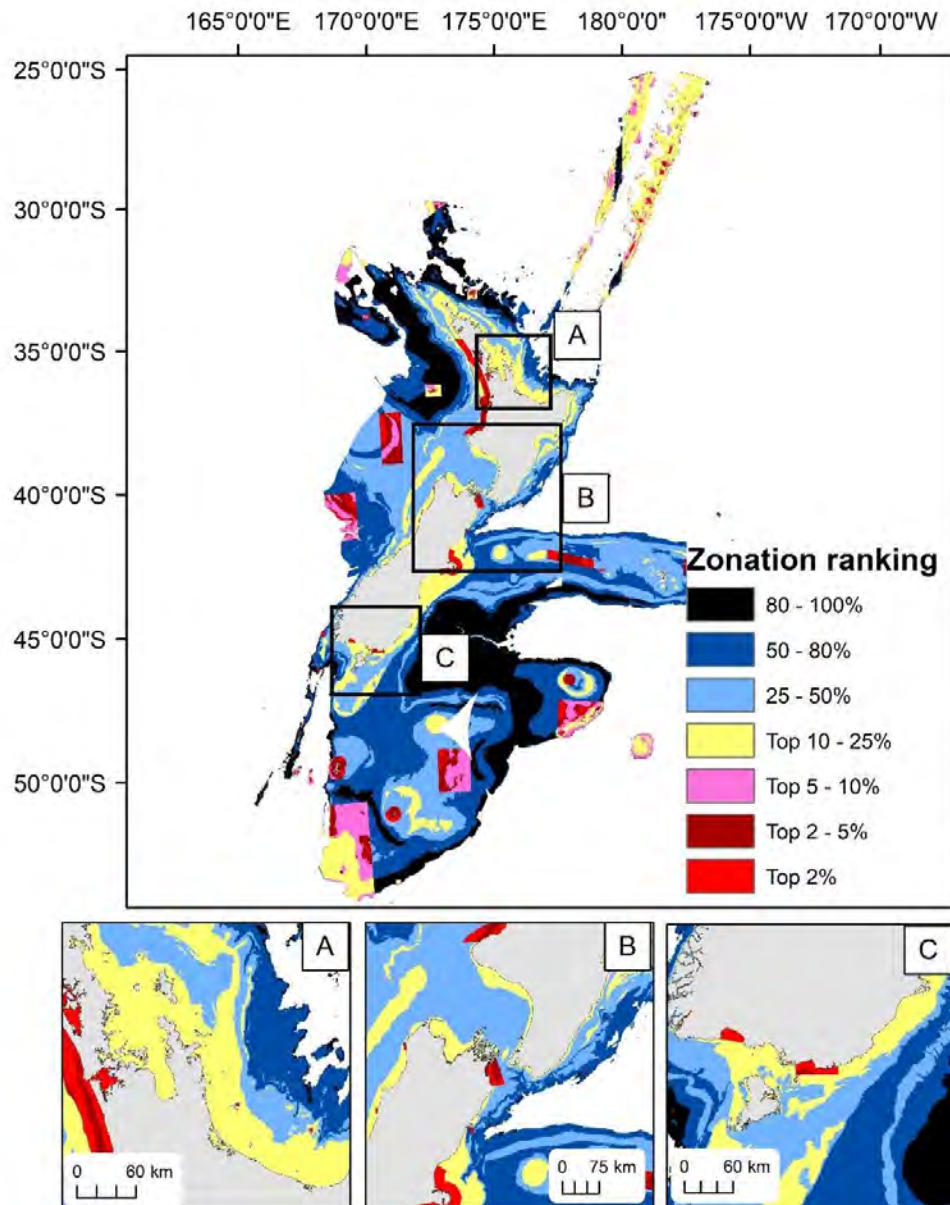 165°0'0"E 170°0'0"E 175°0'0"E 180°0'0" 175°0'0"W 170°0'0"W
25°0'0"S
30°0'0"S
35°0'0"S
40°0'0"S
45°0'0"S
50°0'0"S
A
B
C
Zonation ranking
80 - 100%
50 - 80%
25 - 50%
Top 10 - 25%
Top 5 - 10%
Top 2 - 5%
Top 2%
A
0 60 km
B
0 75 km
C
0 60 km